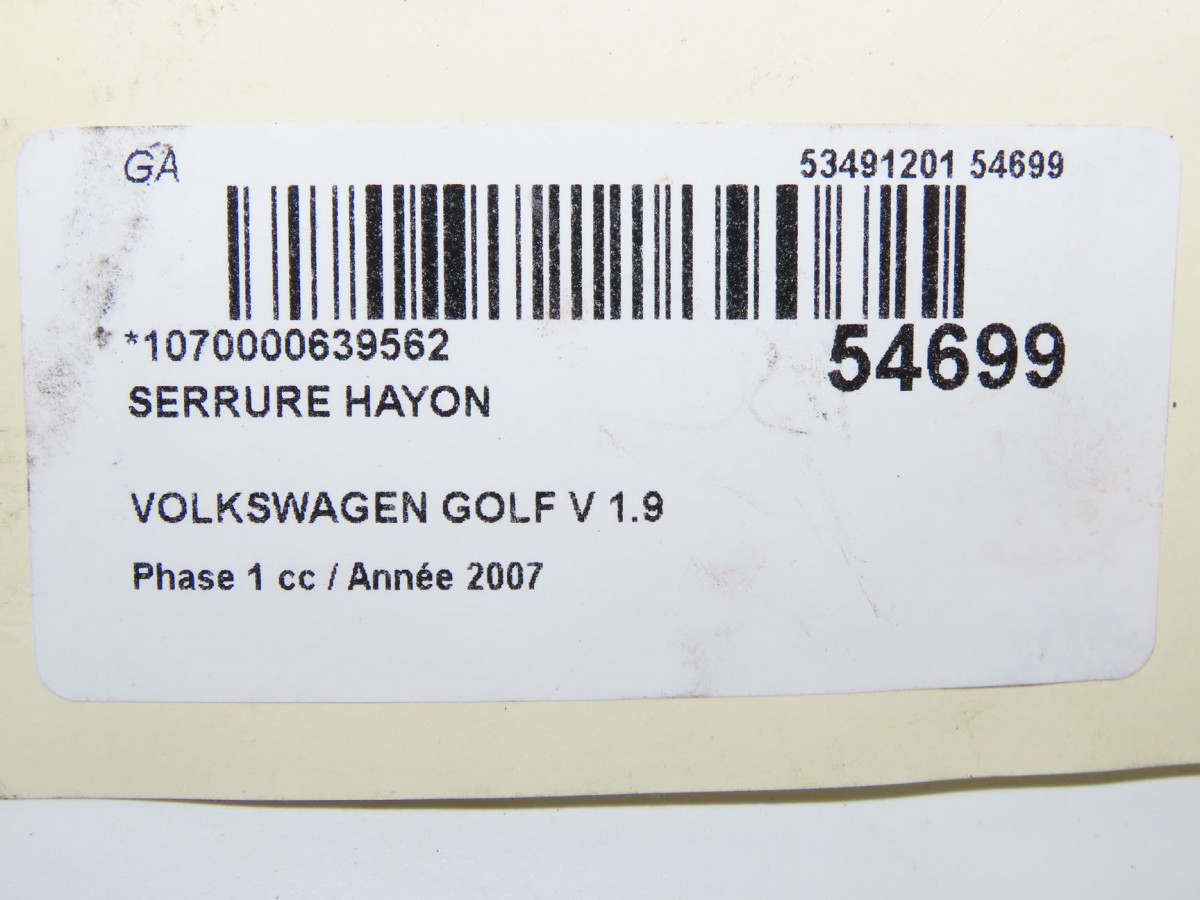 GA 53491201 54699
*1070000639562 54699
SERRURE HAYON
VOLKSWAGEN GOLF V 1.9
Phase 1 cc / Année 2007